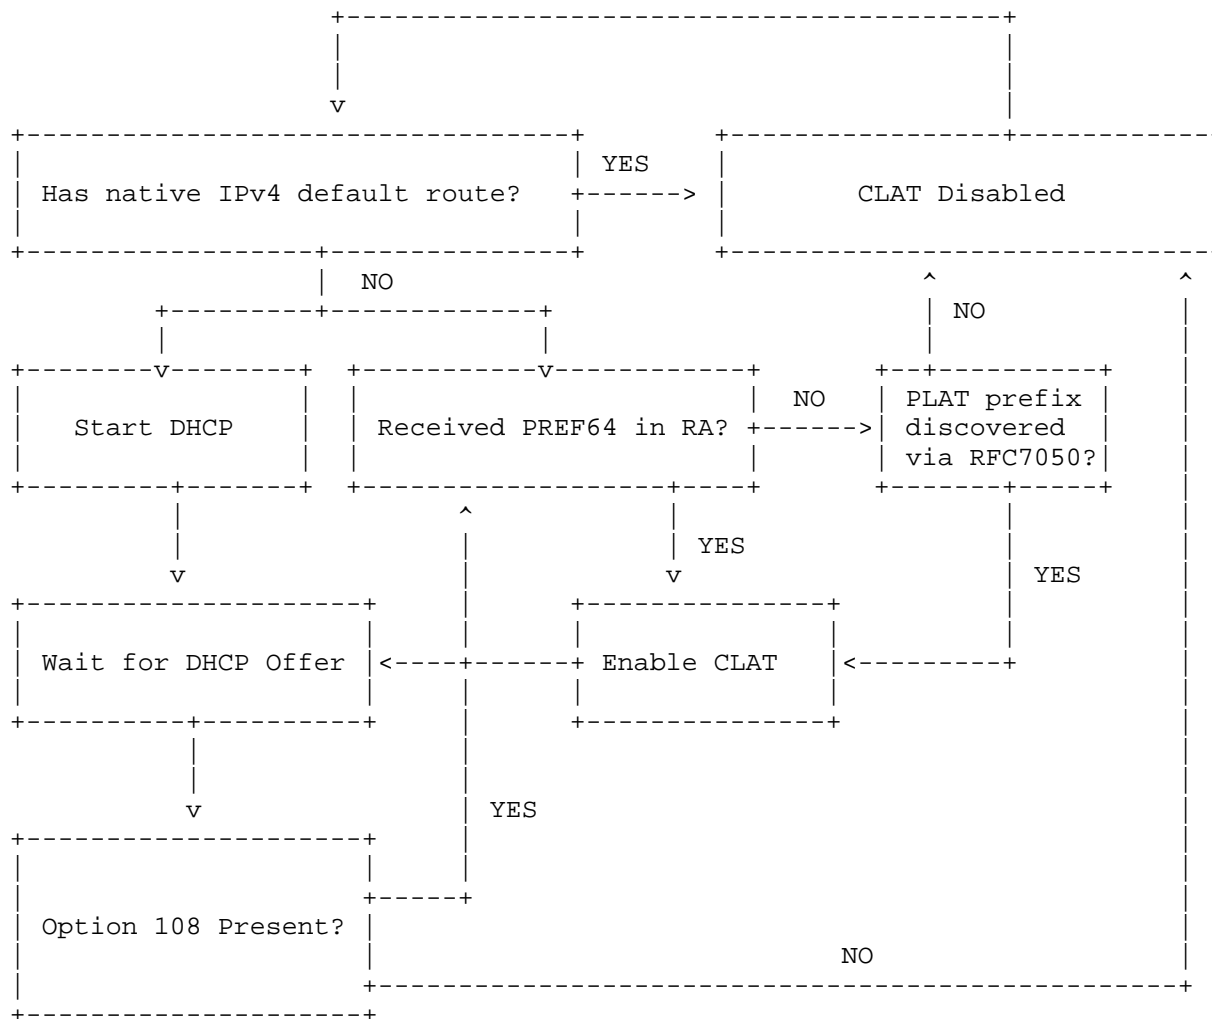 YES
Has native IPv4 default route?
CLAT Disabled
NO
NO
Start DHCP
Received PREF64 in RA?
NO
PLAT prefix
discovered
via RFC7050?
YES
YES
Wait for DHCP Offer
Enable CLAT
YES
Option 108 Present?
NO